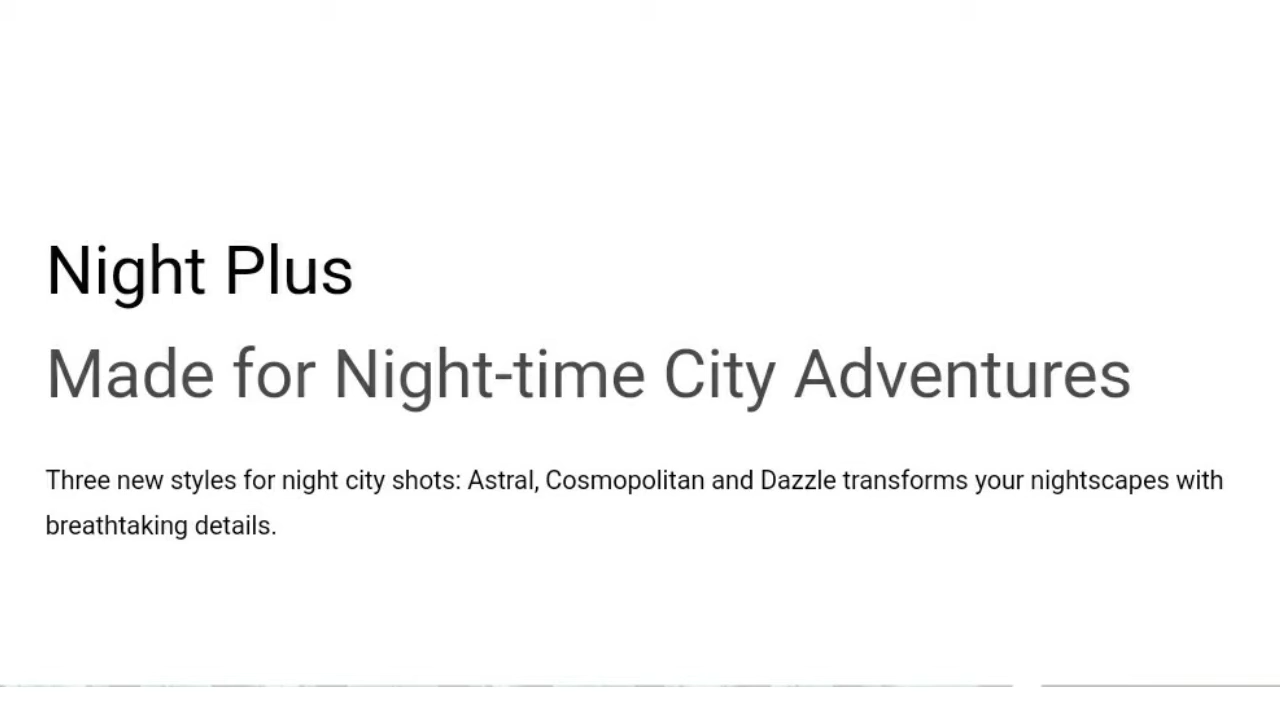 Night Plus
Made for Night-time City Adventures
Three new styles for night city shots: Astral, Cosmopolitan and Dazzle transforms your nightscapes with
breathtaking details.